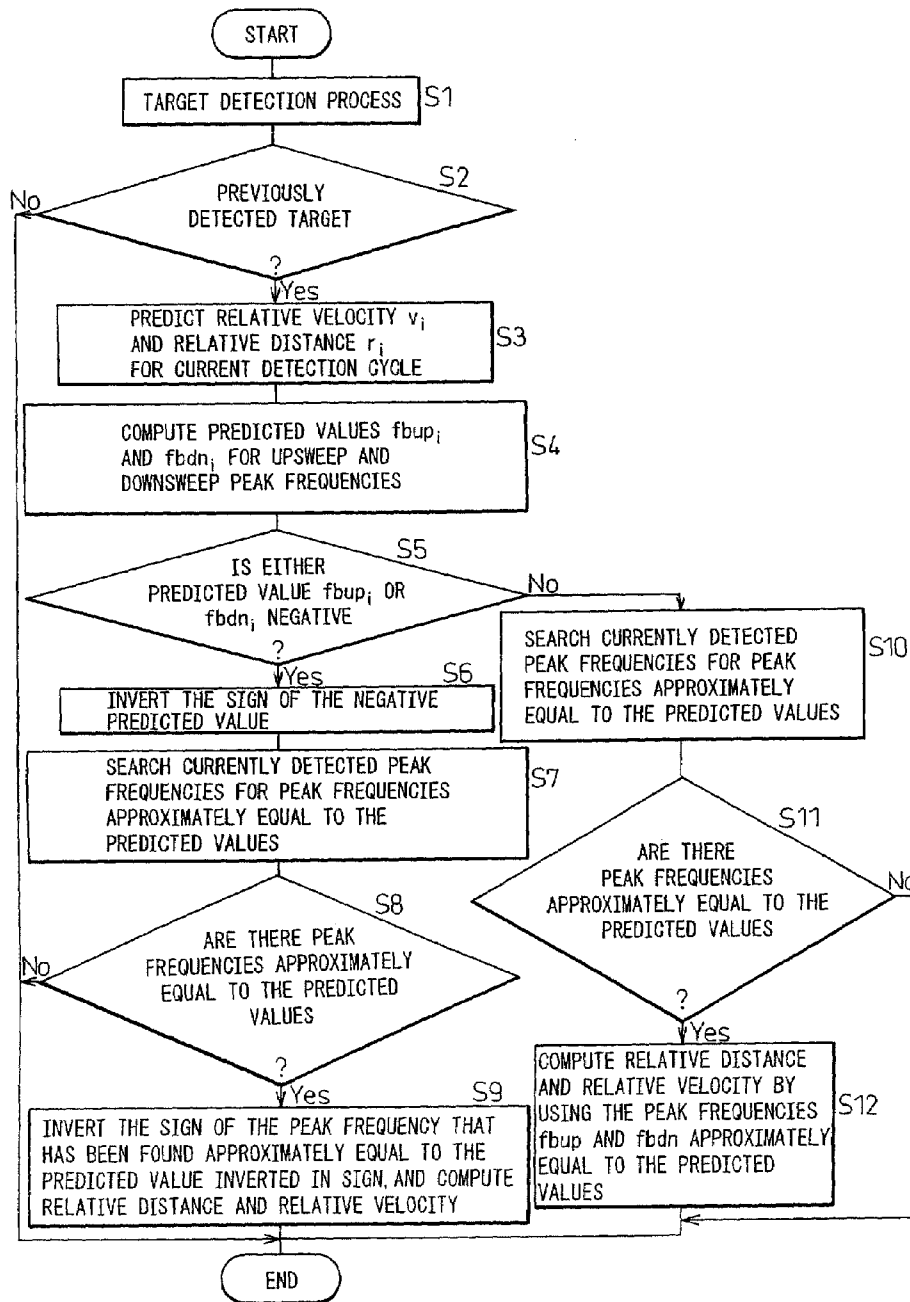 START
TARGET DETECTION PROCESS
S1
S2
No
PREVIOUSLY
DETECTED TARGET
?
Yes
PREDICT RELATIVE VELOCITY vi
AND RELATIVE DISTANCE ri
FOR CURRENT DETECTION CYCLE
S3
COMPUTE PREDICTED VALUES fbupi
AND fbdni FOR UPSWEEP AND
DOWNSWEEP PEAK FREQUENCIES
S4
S5
IS EITHER
PREDICTED VALUE fbupi OR
fbdni NEGATIVE
?
No
Yes
S6
INVERT THE SIGN OF THE NEGATIVE
PREDICTED VALUE
SEARCH CURRENTLY DETECTED PEAK
FREQUENCIES FOR PEAK FREQUENCIES
APPROXIMATELY EQUAL TO THE
PREDICTED VALUES
S7
S8
No
ARE THERE PEAK
FREQUENCIES APPROXIMATELY
EQUAL TO THE PREDICTED
VALUES
?
Yes
S9
INVERT THE SIGN OF THE PEAK FREQUENCY THAT
HAS BEEN FOUND APPROXIMATELY EQUAL TO THE
PREDICTED VALUE INVERTED IN SIGN, AND COMPUTE
RELATIVE DISTANCE AND RELATIVE VELOCITY
SEARCH CURRENTLY DETECTED
PEAK FREQUENCIES FOR PEAK
FREQUENCIES APPROXIMATELY
EQUAL TO THE PREDICTED VALUES
S10
S11
ARE THERE
PEAK FREQUENCIES
APPROXIMATELY EQUAL TO THE
PREDICTED VALUES
?
No
Yes
COMPUTE RELATIVE DISTANCE
AND RELATIVE VELOCITY BY
USING THE PEAK FREQUENCIES
fbup AND fbdn APPROXIMATELY
EQUAL TO THE PREDICTED
VALUES
S12
END